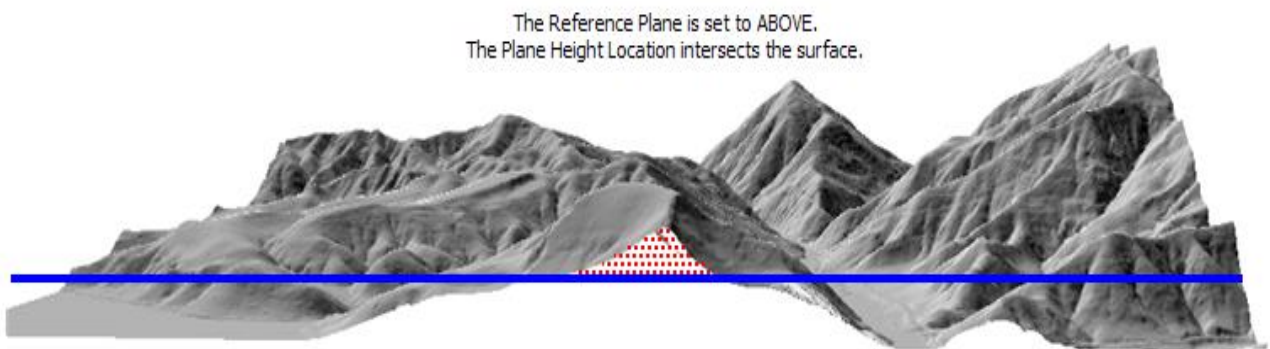 The Reference Plane is set to ABOVE.
The Plane Height Location intersects the surface.